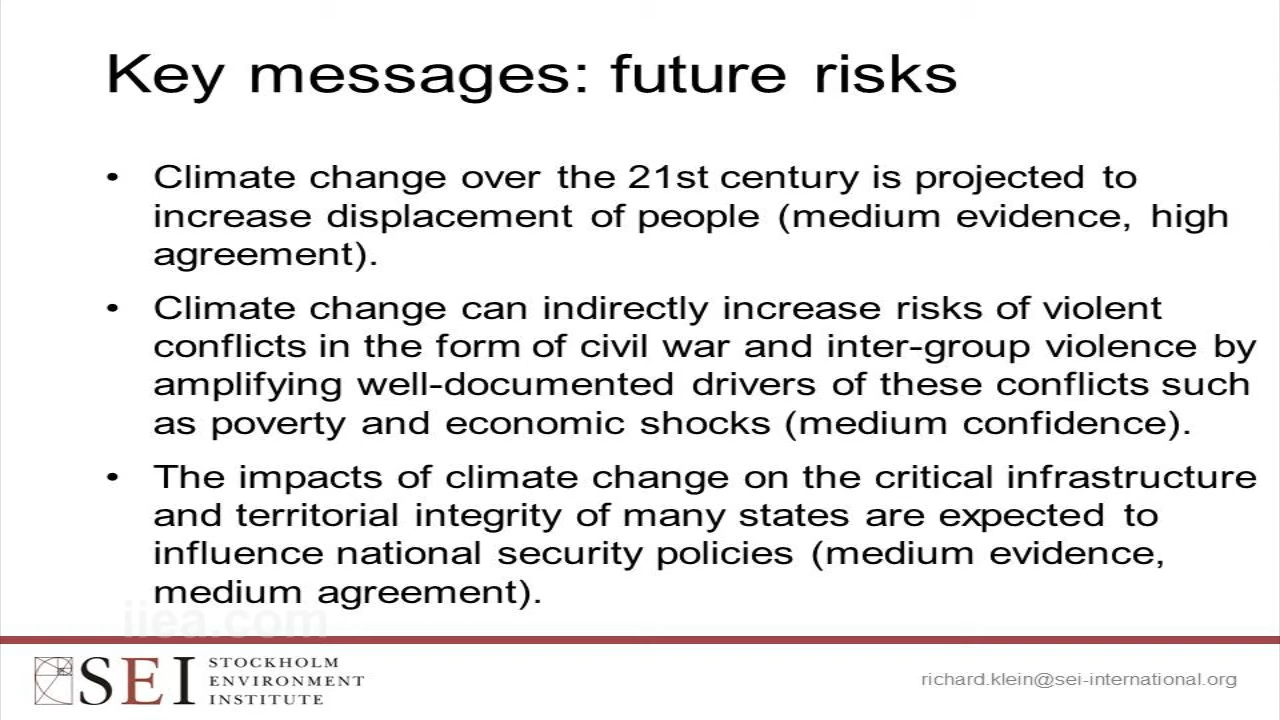 Key messages: future risks
• Climate change over the 21st century is projected to
increase displacement of people (medium evidence, high
agreement).
• Climate change can indirectly increase risks of violent
conflicts in the form of civil war and inter-group violence by
amplifying well-documented drivers of these conflicts such
as poverty and economic shocks (medium confidence).
• The impacts of climate change on the critical infrastructure
and territorial integrity of many states are expected to
influence national security policies (medium evidence,
medium agreement).
iiea.com
SEI STOCKHOLM
ENVIRONMENT
INSTITUTE
richard.klein@sei-international.org